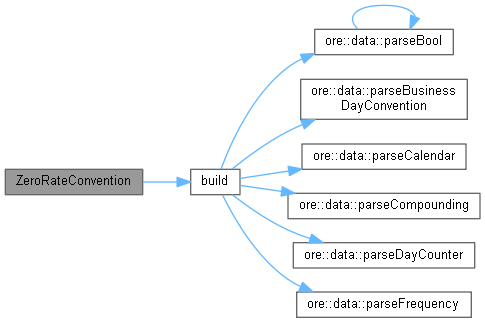 ZeroRateConvention
build
ore::data::parseBool
ore::data::parseBusiness
DayConvention
ore::data::parseCalendar
ore::data::parseCompounding
ore::data::parseDayCounter
ore::data::parseFrequency